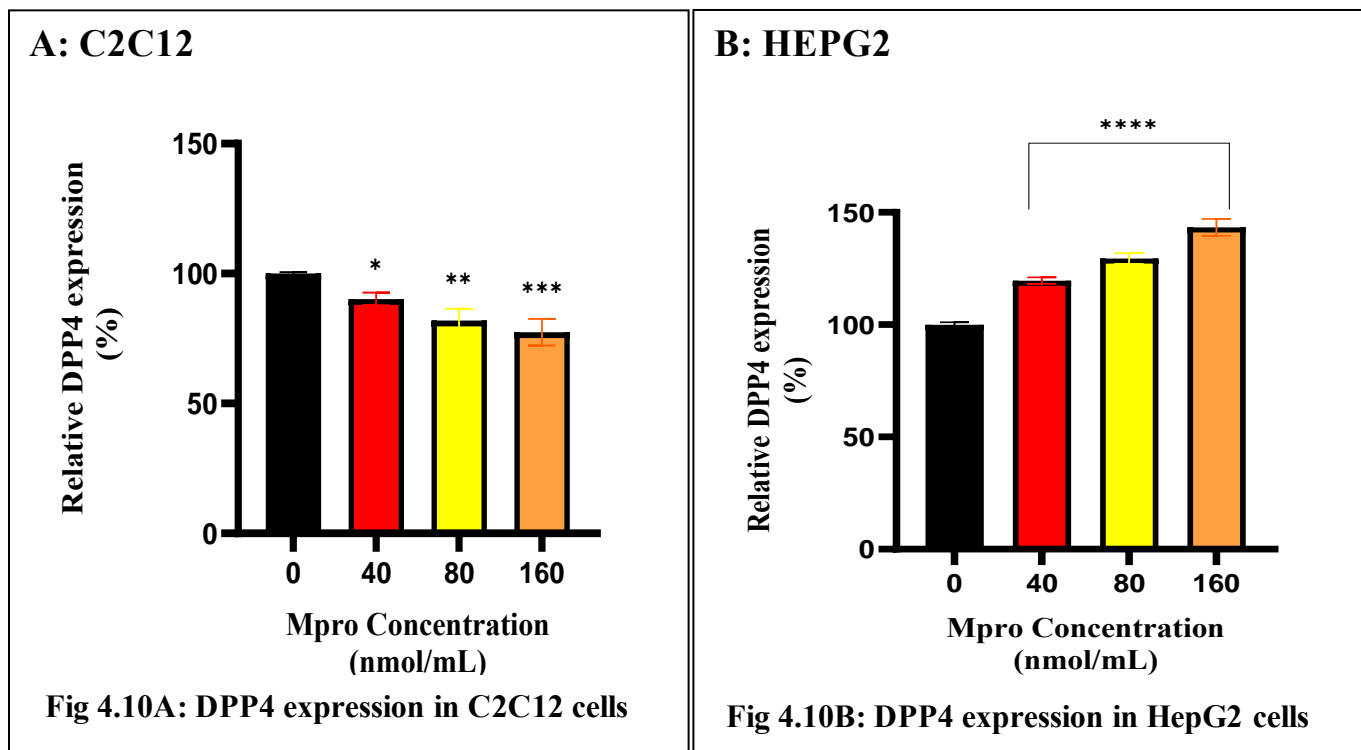 A: C2C12
150
100
50
0
Relative DPP4 expression
(%)
*
**
***
0 40 80 160
Mpro Concentration
(nmol/mL)
Fig 4.10A: DPP4 expression in C2C12 cells
B: HEPG2
****
150
100
50
0
Relative DPP4 expression
(%)
0 40 80 160
Mpro Concentration
(nmol/mL)
Fig 4.10B: DPP4 expression in HepG2 cells